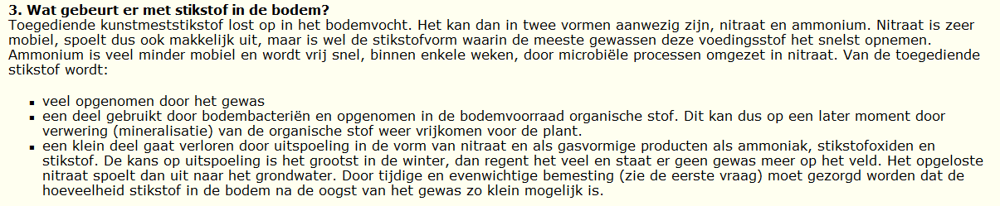 3. Wat gebeurt er met stikstof in de bodem?
Toegediende kunstmeststikstof lost op in het bodemvocht. Het kan dan in twee vormen aanwezig zijn, nitraat en ammonium. Nitraat is zeer
mobiel, spoelt dus ook makkelijk uit, maar is wel de stikstofvorm waarin de meeste gewassen deze voedingsstof het snelst opnemen.
Ammonium is veel minder mobiel en wordt vrij snel, binnen enkele weken, door microbiële processen omgezet in nitraat. Van de toegediende
stikstof wordt:
▪ veel opgenomen door het gewas
▪ een deel gebruikt door bodembacteriën en opgenomen in de bodemvoorraad organische stof. Dit kan dus op een later moment door
verwering (mineralisatie) van de organische stof weer vrijkomen voor de plant.
▪ een klein deel gaat verloren door uitspoeling in de vorm van nitraat en als gasvormige producten als ammoniak, stikstofoxiden en
stikstof. De kans op uitspoeling is het grootst in de winter, dan regent het veel en staat er geen gewas meer op het veld. Het opgeloste
nitraat spoelt dan uit naar het grondwater. Door tijdige en evenwichtige bemesting (zie de eerste vraag) moet gezorgd worden dat de
hoeveelheid stikstof in de bodem na de oogst van het gewas zo klein mogelijk is.